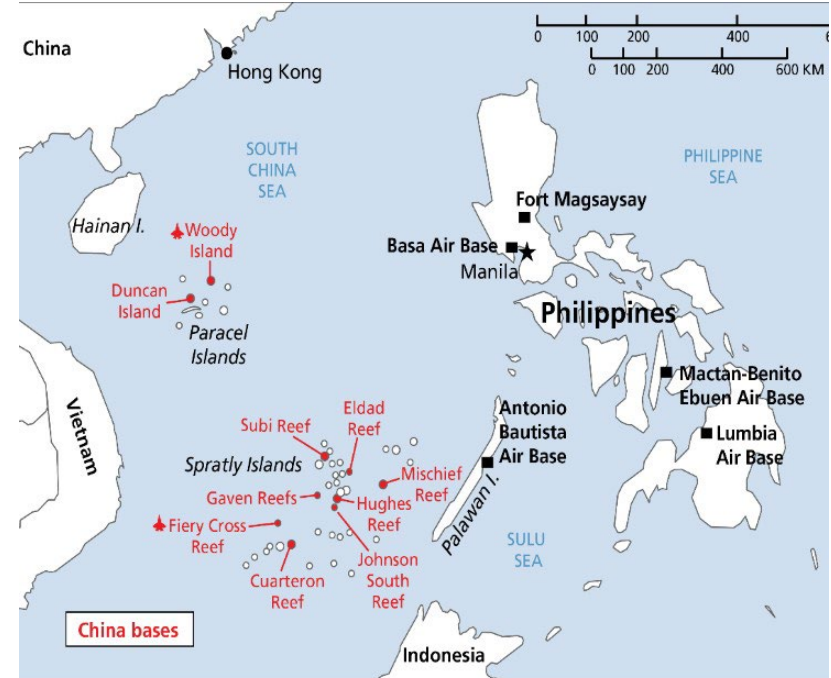 China
Hong Kong
0 100 200 400 6
0 100 200 400 600 KM
SOUTH
CHINA
SEA
PHILIPPINE
SEA
Hainan I.
Woody
Island
Duncan
Island
Paracel
Islands
Fort Magsaysay
Basa Air Base
Manila
Philippines
Mactan-Benito
Ebuen Air Base
Lumbia
Air Base
Antonio
Bautista
Air Base
Palawan I.
Vietnam
Eldad
Reef
Subi Reef
Spratly Islands
Mischief
Reef
Gaven Reefs
Hughes
Reef
Fiery Cross
Reef
Johnson
South
Reef
Cuarteron
Reef
SULU
SEA
China bases
Indonesia